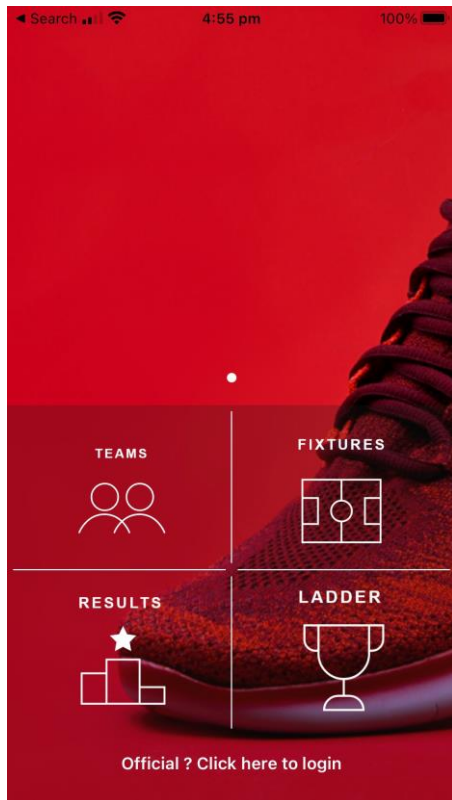 ◀ Search
4:55 pm
100%
TEAMS
FIXTURES
RESULTS
LADDER
Official ? Click here to login